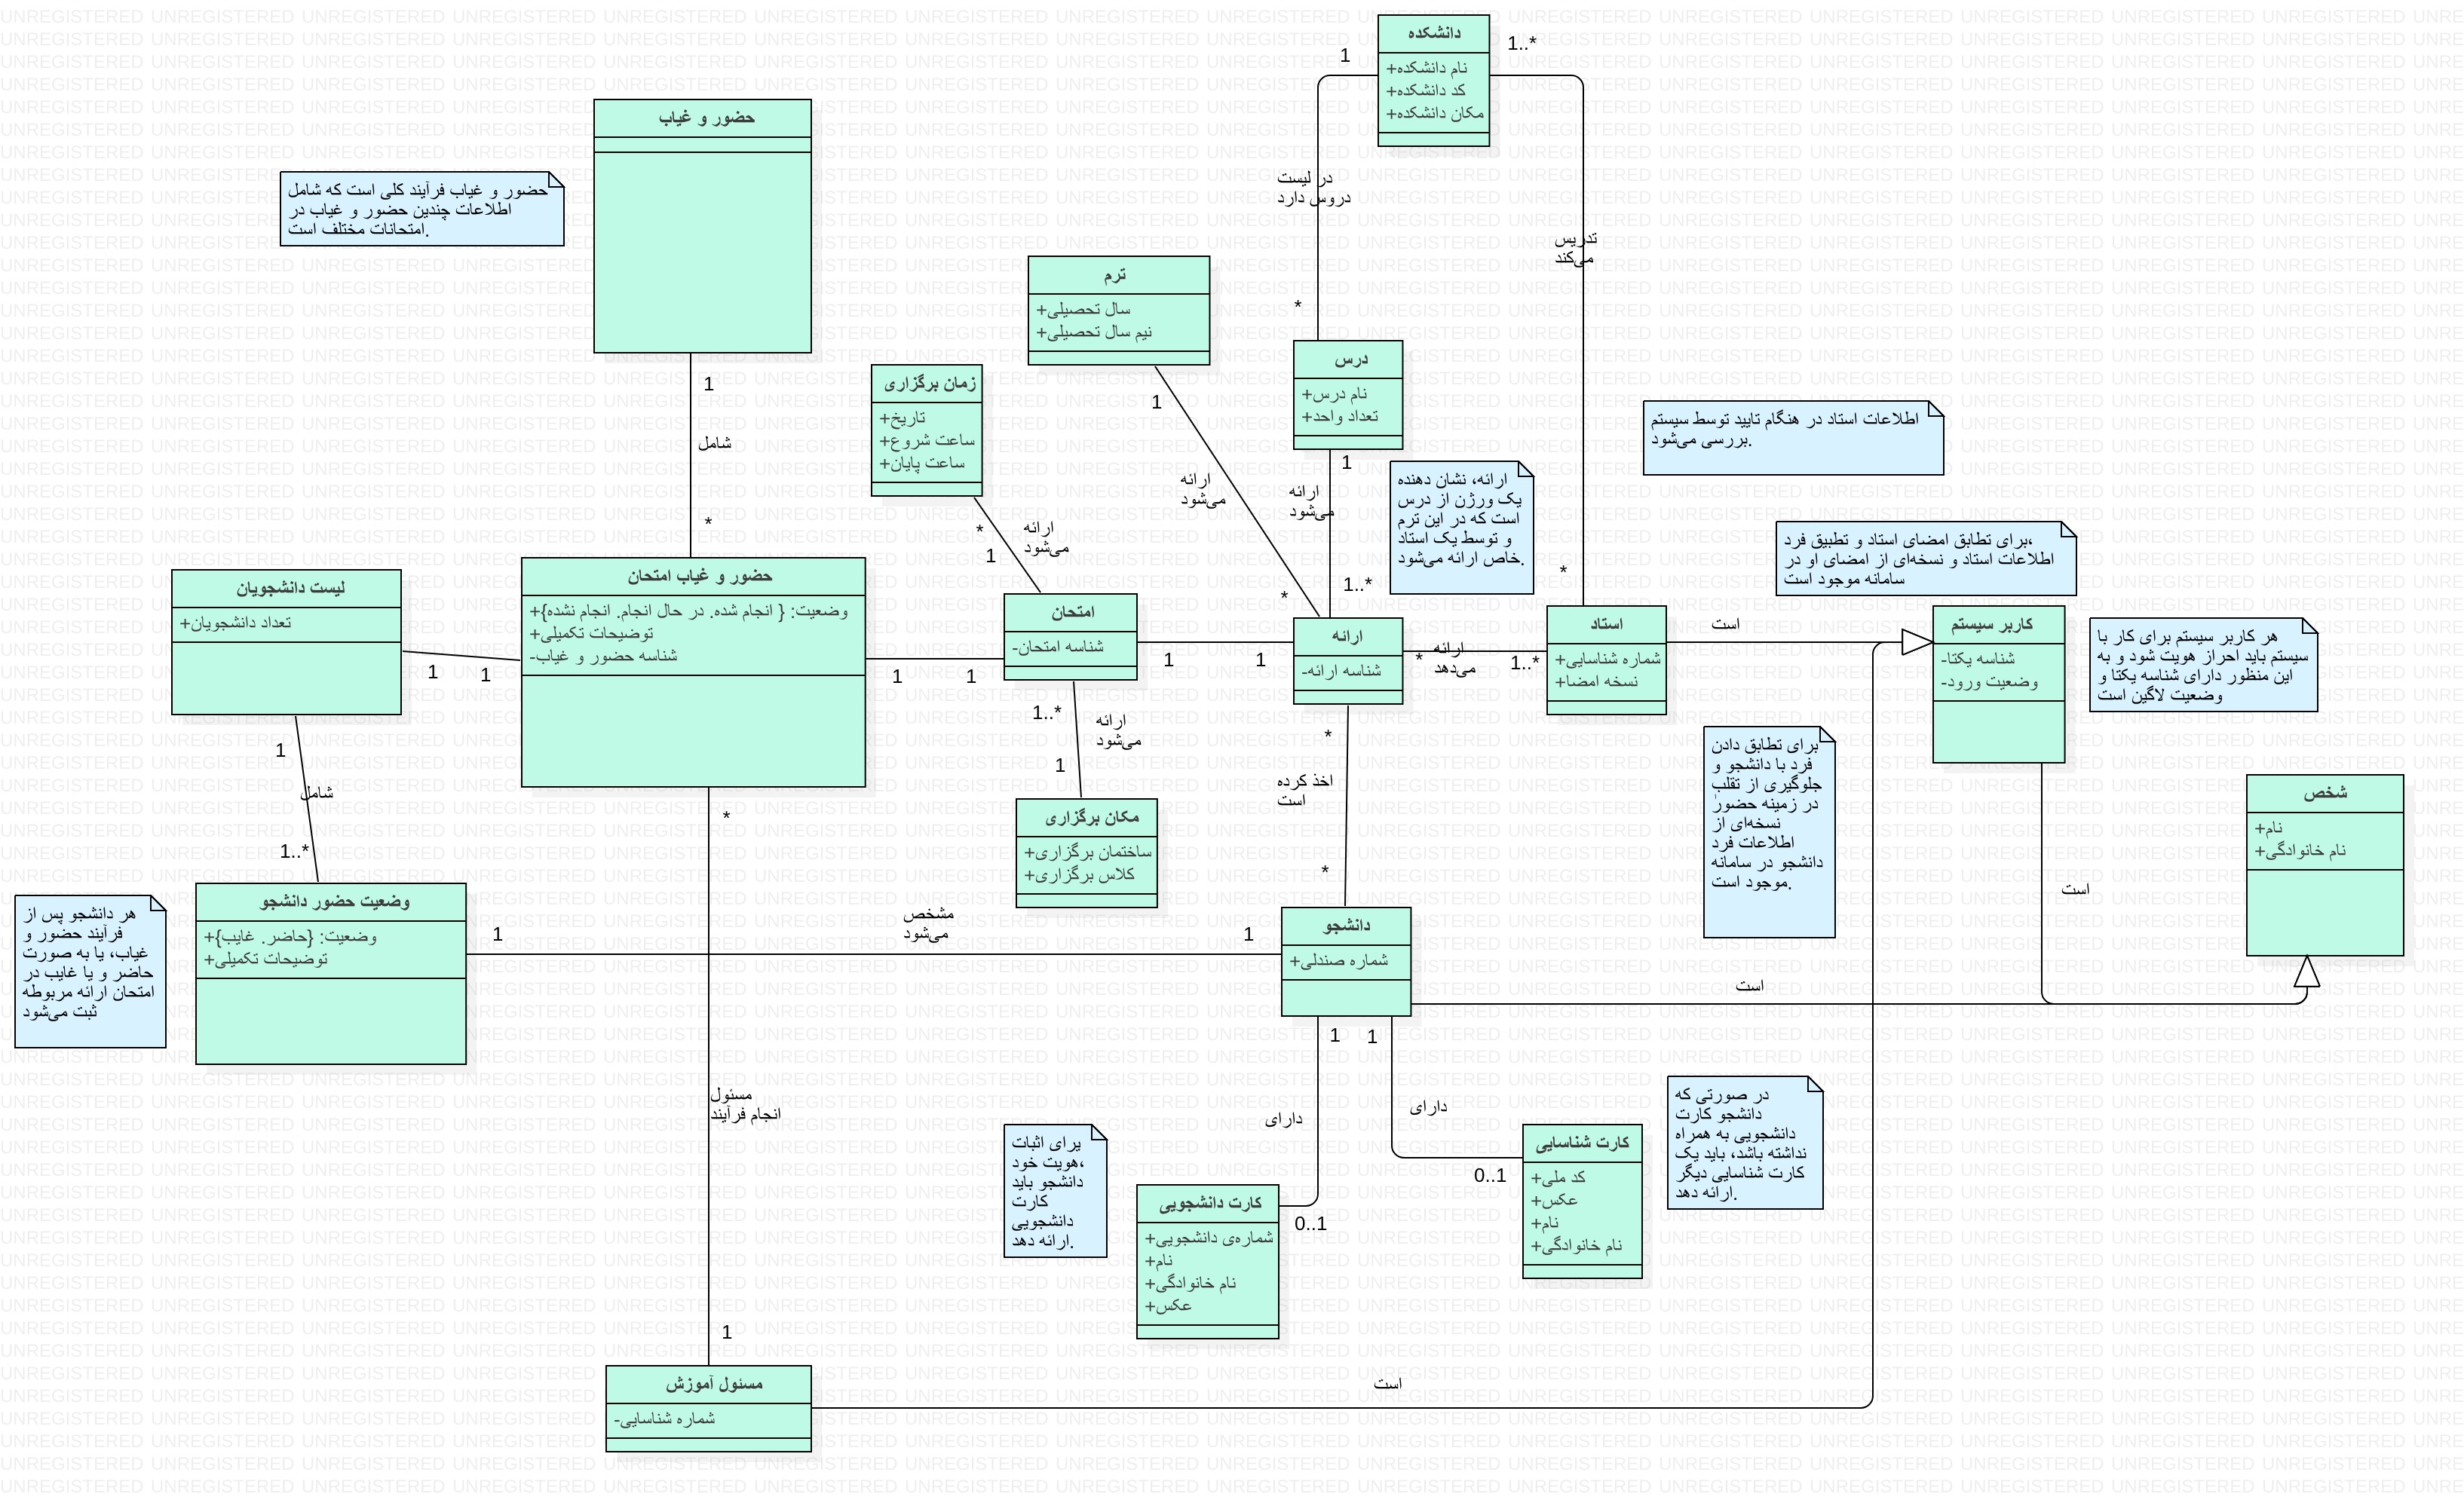 دانشکده
+نام دانشکده
+کد دانشکده
+مکان دانشکده
1
1..*
حضور و غیاب
حضور و غیاب فرآیند کلی است که شامل
اطلاعات چندین حضور و غیاب در
امتحانات مختلف است.
در لیست
دروس دارد
تدریس
می‌کند
*
ترم
+سال تحصیلی
+نیم سال تحصیلی
درس
+نام درس
+تعداد واحد
زمان برگزاری
+تاریخ
+ساعت شروع
+ساعت پایان
1
شامل
*
1
ارائه
می‌شود
*
1
ارائه
می‌شود
1..*
*
1
ارائه
می‌شود
ارائه، نشان دهنده
یک ورژن از درس
است که در این ترم
و توسط یک استاد
خاص ارائه می‌شود.
اطلاعات استاد در هنگام تایید توسط سیستم
بررسی می‌شود.
برای تطابق امضای استاد و تطبیق فرد،
اطلاعات استاد و نسخه‌ای از امضای او در
سامانه موجود است
*
لیست دانشجویان
+تعداد دانشجویان
حضور و غیاب امتحان
+وضعیت: { انجام شده. در حال انجام. انجام نشده}
+توضیحات تکمیلی
-شناسه حضور و غیاب
امتحان
-شناسه امتحان
ارائه
-شناسه ارائه
استاد
+شماره شناسایی
+نسخه امضا
کاربر سیستم
-شناسه یکتا
-وضعیت ورود
هر کاربر سیستم برای کار با
سیستم باید احراز هویت شود و به
این منظور دارای شناسه یکتا و
وضعیت لاگین است
1
1
1
1
1
1
*
ارائه
می‌دهد
1..*
است
1
شامل
1..*
1..*
ارائه
می‌شود
1
*
اخذ کرده
است
*
برای تطابق دادن
فرد با دانشجو و
جلوگیری از تقلب
در زمینه حضور
نسخه‌ای از
اطلاعات فرد
دانشجو در سامانه
موجود است.
شخص
+نام
+نام خانوادگی
است
*
مکان برگزاری
+ساختمان برگزاری
+کلاس برگزاری
هر دانشجو پس از
فرآیند حضور و
غیاب، یا به صورت
حاضر و یا غایب در
امتحان ارائه مربوطه
ثبت می‌شود
وضعیت حضور دانشجو
+وضعیت: {حاضر. غایب}
+توضیحات تکمیلی
1
مشخص
می‌شود
1
دانشجو
+شماره صندلی
است
1
1
مسئول
انجام فرآیند
دارای
دارای
0..1
0..1
یرای اثبات
هویت خود،
دانشجو باید
کارت
دانشجویی
ارائه دهد.
کارت دانشجویی
+شماره‌ی دانشجویی
+نام
+نام خانوادگی
+عکس
کارت شناسایی
+کد ملی
+عکس
+نام
+نام خانوادگی
در صورتی که
دانشجو کارت
دانشجویی به همراه
نداشته باشد، باید یک
کارت شناسایی دیگر
ارائه دهد.
1
مسئول آموزش
-شماره شناسایی
است